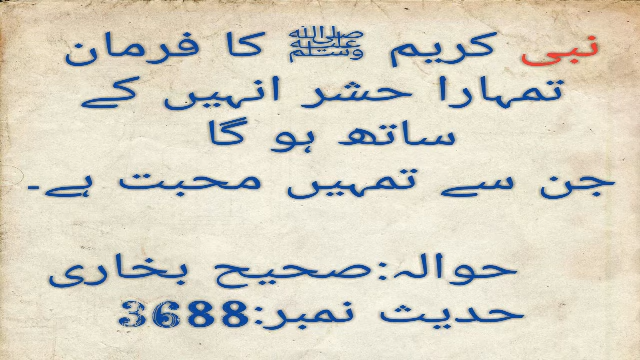 نبی کریم ﷺ کا فرمان
تمہارا حشر انہیں کے
ساتھ ہو گا
جن سے تمہیں محبت ہے۔
حوالہ:صحیح بخاری
حدیث نمبر:3688